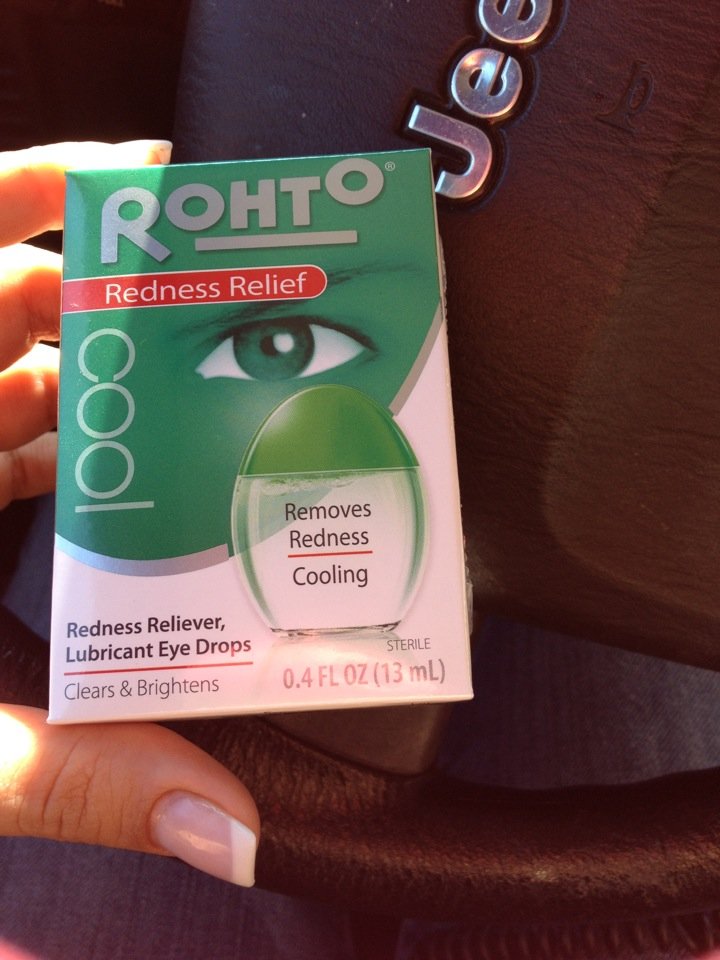 Jeep
ROHTO®
Redness Relief
cool
Removes
Redness
Cooling
Redness Reliever,
Lubricant Eye Drops
Clears & Brightens
STERILE
0.4 FL OZ (13 mL)